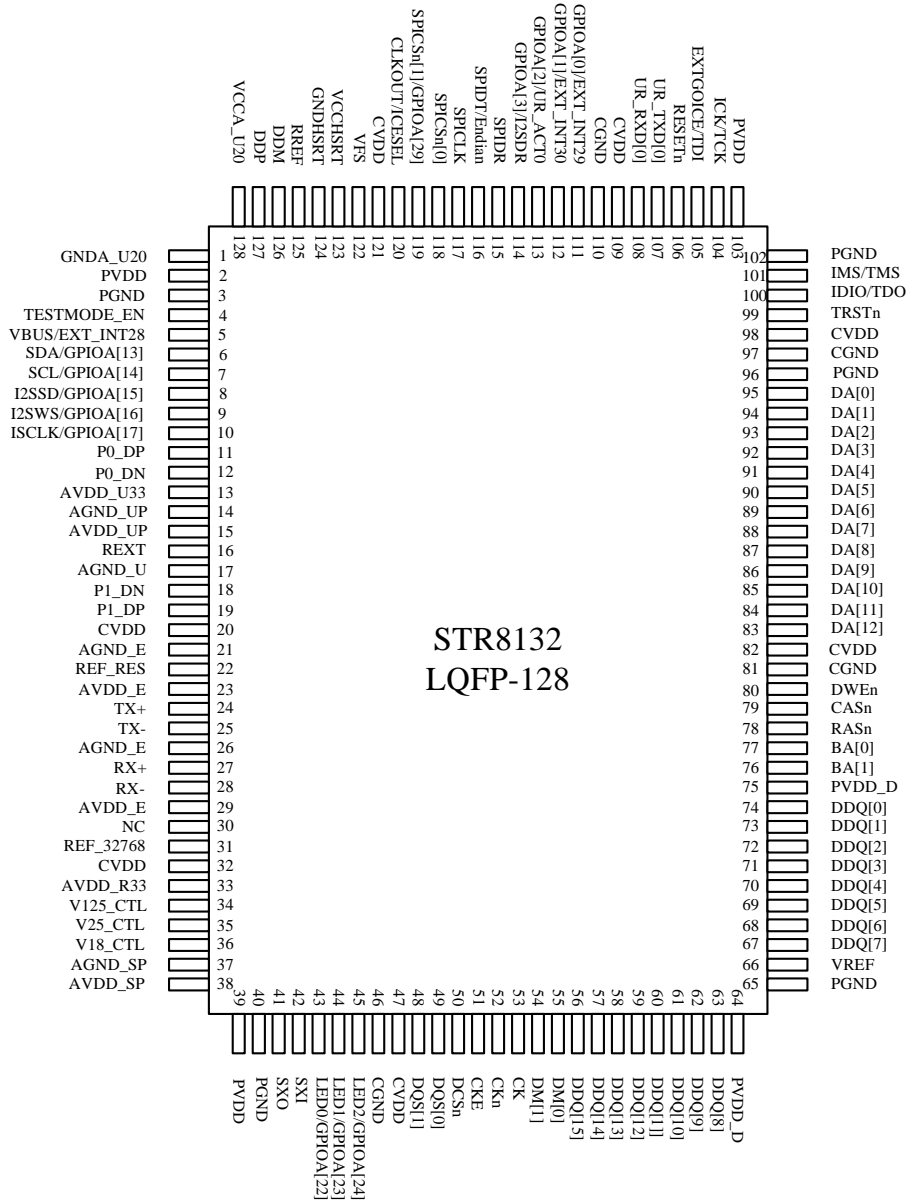 VCCA_U20
DDP
DDM
RREF
GNDHSRT
VCCHSRT
VFS
CVDD
CLKOUT/ICESEL
SPICSn[1]/GPIOA[29]
SPICSn[0]
SPICLK
SPIDT/Endian
SPIDR
GPIOA[3]/I2SDR
GPIOA[2]/UR_ACT0
GPIOA[1]/EXT_INT30
GPIOA[0]/EXT_INT29
CGND
CVDD
UR_RXD[0]
UR_TXD[0]
RESETn
EXTGOICE/TDI
ICK/TCK
PVDD
128
127
126
125
124
123
122
121
120
119
118
117
116
115
114
113
112
111
110
109
108
107
106
105
104
103
GNDA_U20 1
PVDD 2
PGND 3
TESTMODE_EN 4
VBUS/EXT_INT28 5
SDA/GPIOA[13] 6
SCL/GPIOA[14] 7
I2SSD/GPIOA[15] 8
I2SWS/GPIOA[16] 9
ISCLK/GPIOA[17] 10
P0_DP 11
P0_DN 12
AVDD_U33 13
AGND_UP 14
AVDD_UP 15
REXT 16
AGND_U 17
P1_DN 18
P1_DP 19
CVDD 20
AGND_E 21
REF_RES 22
AVDD_E 23
TX+ 24
TX- 25
AGND_E 26
RX+ 27
RX- 28
AVDD_E 29
NC 30
REF_32768 31
CVDD 32
AVDD_R33 33
V125_CTL 34
V25_CTL 35
V18_CTL 36
AGND_SP 37
AVDD_SP 38
STR8132
LQFP-128
102 PGND
101 IMS/TMS
100 IDIO/TDO
99 TRSTn
98 CVDD
97 CGND
96 PGND
95 DA[0]
94 DA[1]
93 DA[2]
92 DA[3]
91 DA[4]
90 DA[5]
89 DA[6]
88 DA[7]
87 DA[8]
86 DA[9]
85 DA[10]
84 DA[11]
83 DA[12]
82 CVDD
81 CGND
80 DWEn
79 CASn
78 RASn
77 BA[0]
76 BA[1]
75 PVDD_D
74 DDQ[0]
73 DDQ[1]
72 DDQ[2]
71 DDQ[3]
70 DDQ[4]
69 DDQ[5]
68 DDQ[6]
67 DDQ[7]
66 VREF
65 PGND
39
40
41
42
43
44
45
46
47
48
49
50
51
52
53
54
55
56
57
58
59
60
61
62
63
64
PVDD
PGND
SXO
SXI
LED0/GPIOA[22]
LED1/GPIOA[23]
LED2/GPIOA[24]
CGND
CVDD
DQS[1]
DQS[0]
DCSn
CKE
CKn
CK
DM[1]
DM[0]
DDQ[15]
DDQ[14]
DDQ[13]
DDQ[12]
DDQ[1]]
DDQ[10]
DDQ[9]
DDQ[8]
PVDD_D